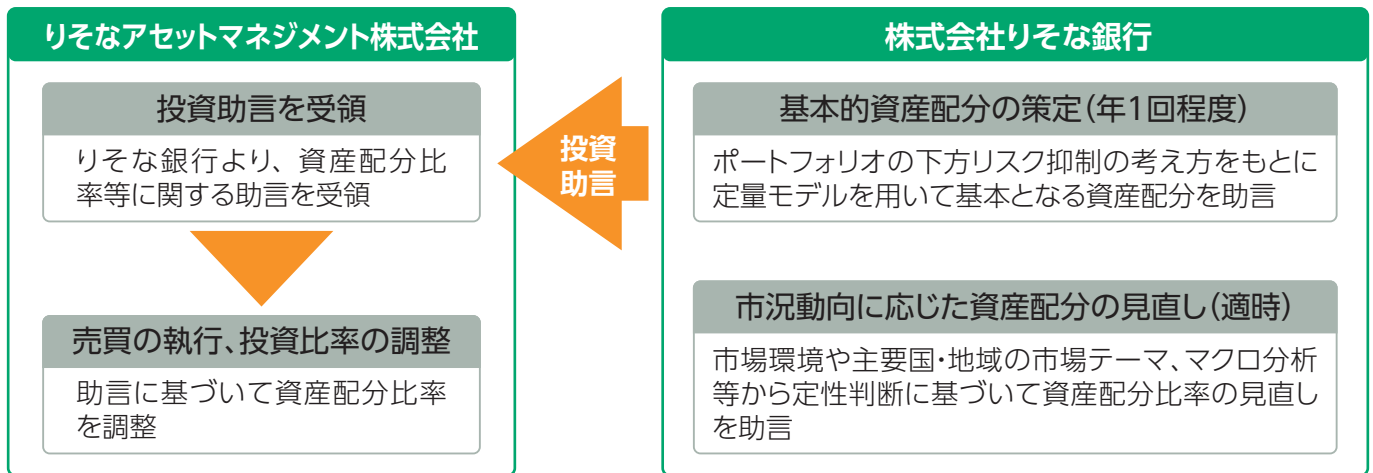 りそなアセットマネジメント株式会社
投資助言を受領
りそな銀行より、資産配分比
率等に関する助言を受領
売買の執行、投資比率の調整
助言に基づいて資産配分比率
を調整
投資
助言
株式会社りそな銀行
基本的資産配分の策定(年1回程度)
ポートフォリオの下方リスク抑制の考え方をもとに
定量モデルを用いて基本となる資産配分を助言
市況動向に応じた資産配分の見直し(適時)
市場環境や主要国・地域の市場テーマ、マクロ分析
等から定性判断に基づいて資産配分比率の見直し
を助言